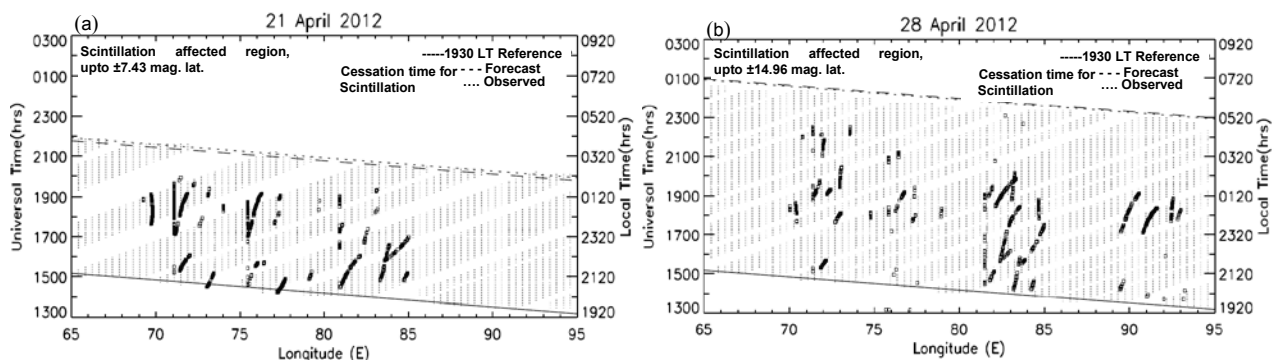 (a) 21 April 2012
Scintillation affected region, -----1930 LT Reference
upto ±7.43 mag. lat.
Cessation time for - - - Forecast
Scintillation ..... Observed
0300
0100
2300
2100
1900
1700
1500
1300
Universal Time(hrs)
0920
0720
0520
0320
0120
2320
2120
1920
Local Time(hrs)
65 70 75 80 85 90 95
Longitude (E)
(b) 28 April 2012
Scintillation affected region, -----1930 LT Reference
upto ±14.96 mag. lat.
Cessation time for - - - Forecast
Scintillation ..... Observed
0300
0100
2300
2100
1900
1700
1500
1300
Universal Time(hrs)
0920
0720
0520
0320
0120
2320
2120
1920
Local Time(hrs)
65 70 75 80 85 90 95
Longitude (E)